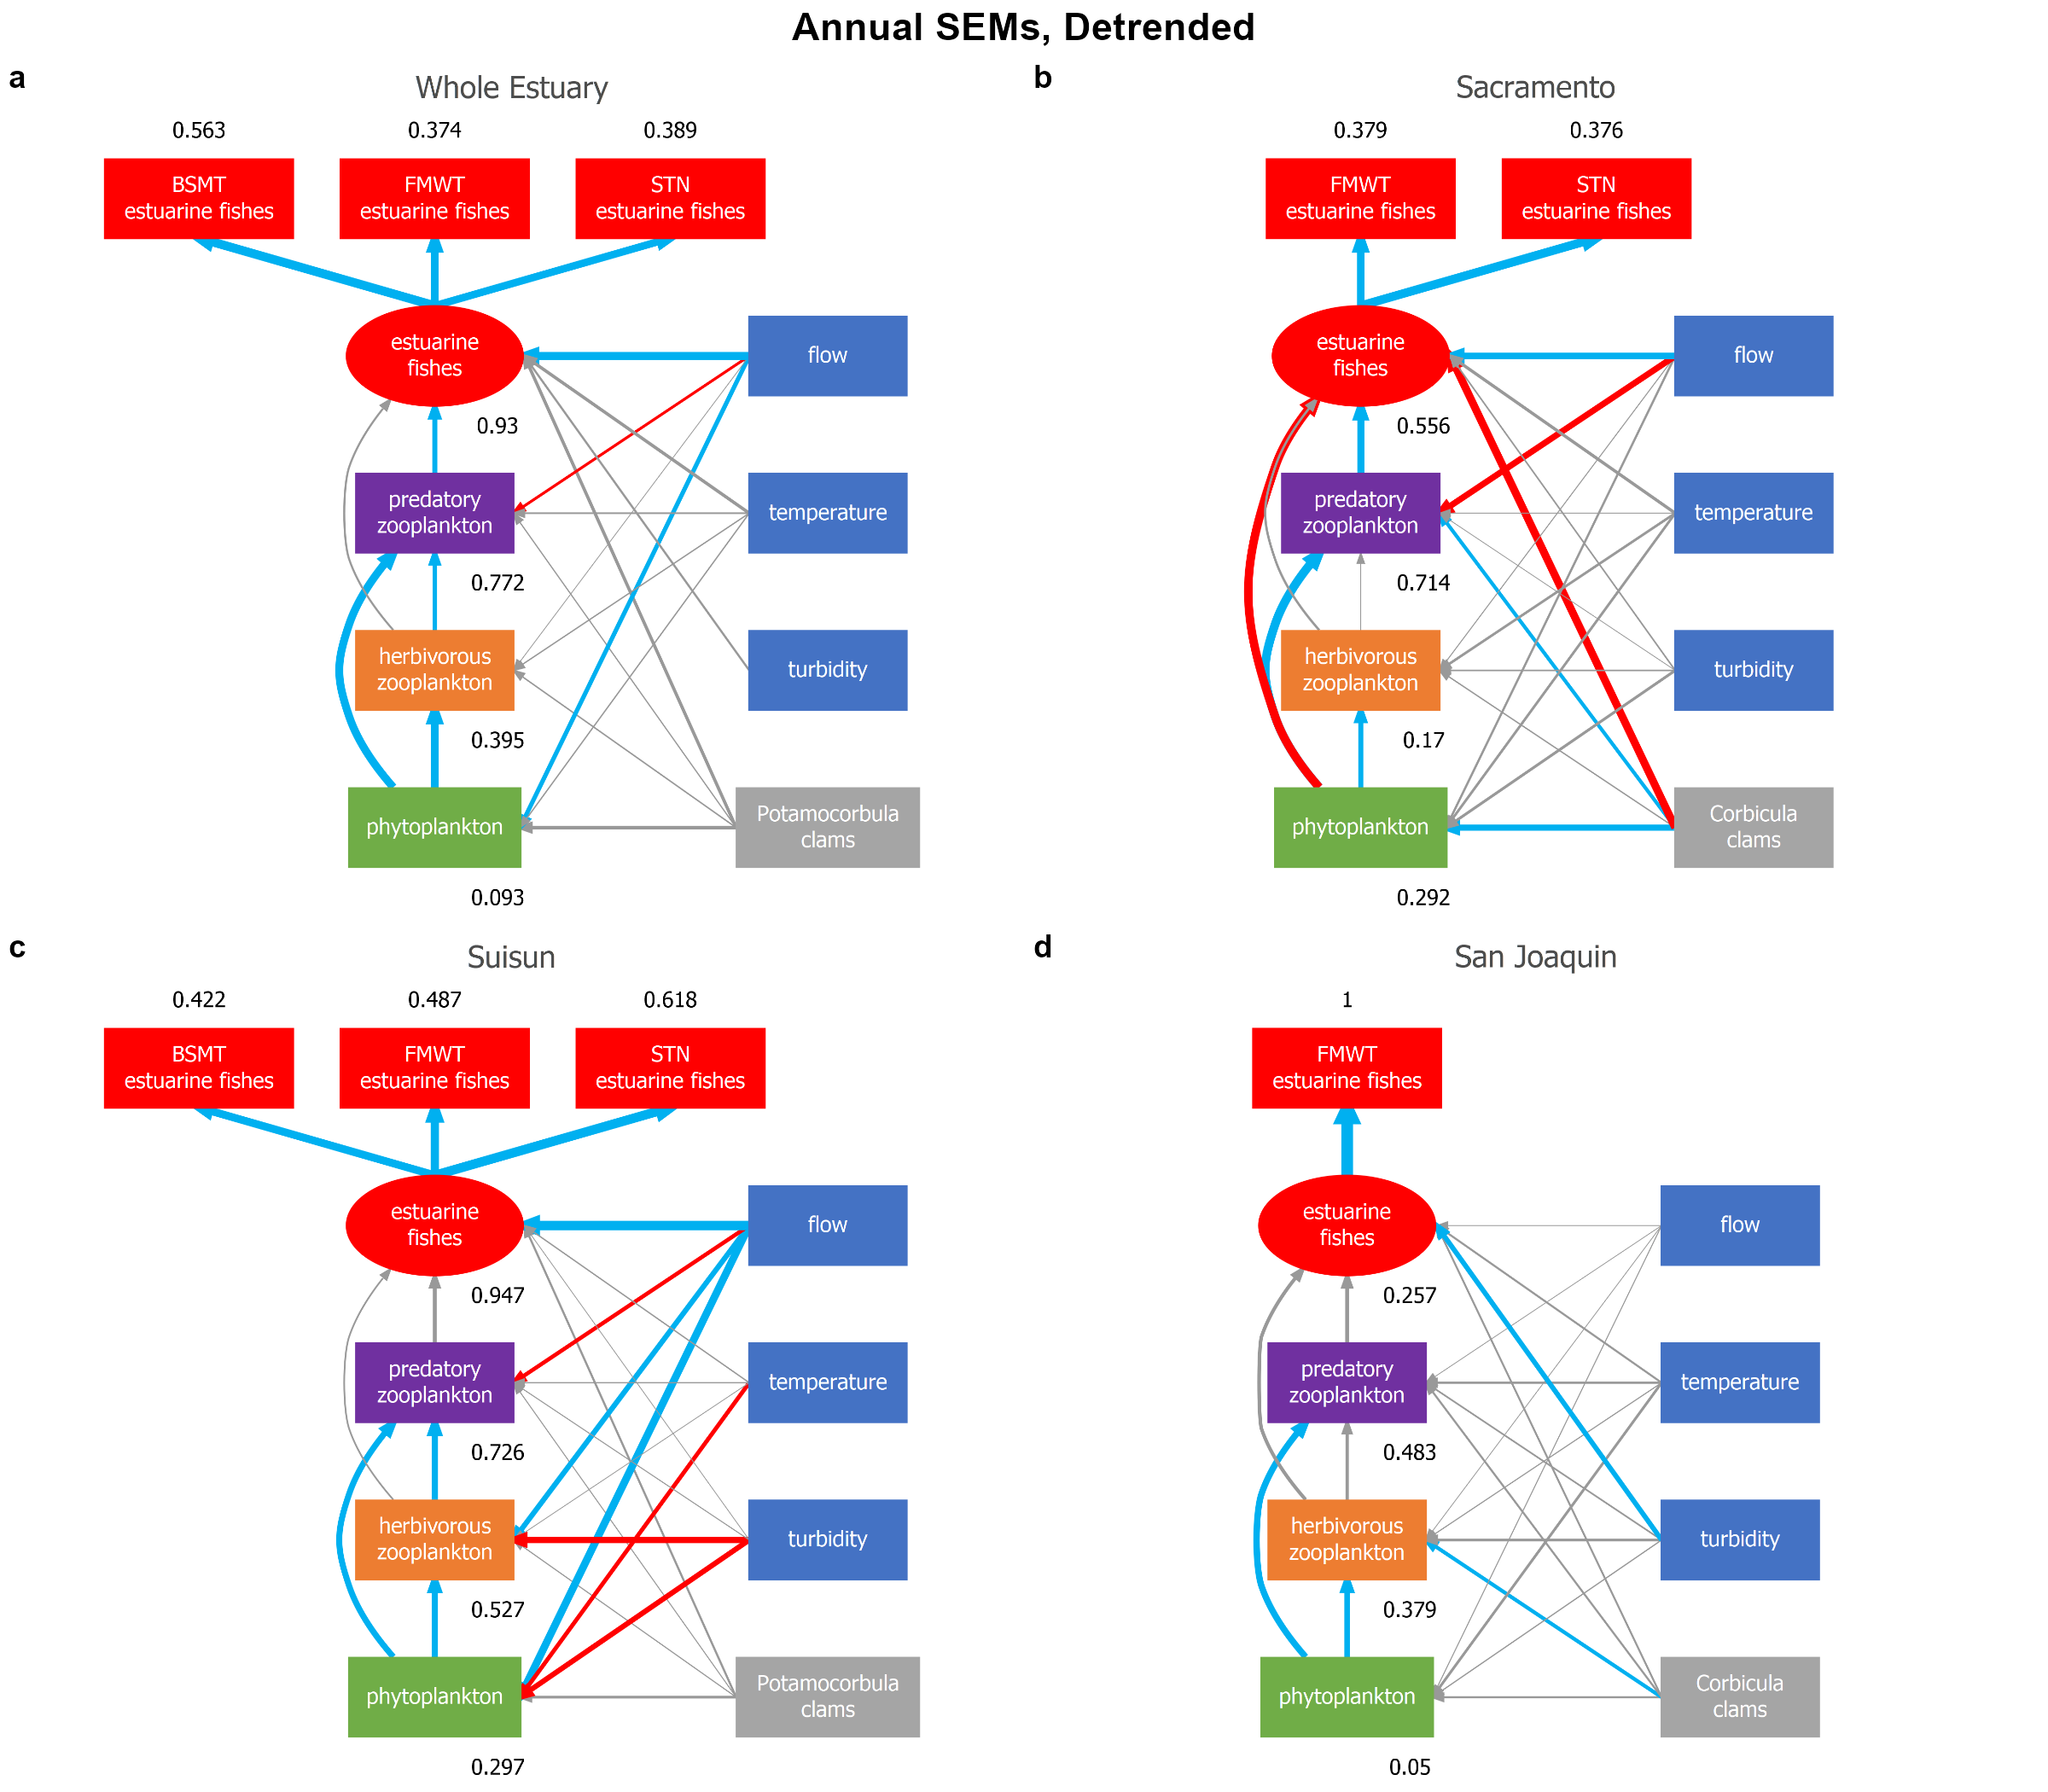 Annual SEMs, Detrended
a
Whole Estuary
0.563
0.374
0.389
BSMT
estuarine fishes
FMWT
estuarine fishes
STN
estuarine fishes
estuarine
fishes
flow
0.93
predatory
zooplankton
temperature
0.772
herbivorous
zooplankton
turbidity
0.395
phytoplankton
Potamocorbula
clams
0.093
b
Sacramento
0.379
0.376
FMWT
estuarine fishes
STN
estuarine fishes
estuarine
fishes
flow
0.556
predatory
zooplankton
temperature
0.714
herbivorous
zooplankton
turbidity
0.17
phytoplankton
Corbicula
clams
0.292
c
Suisun
0.422
0.487
0.618
BSMT
estuarine fishes
FMWT
estuarine fishes
STN
estuarine fishes
estuarine
fishes
flow
0.947
predatory
zooplankton
temperature
0.726
herbivorous
zooplankton
turbidity
0.527
phytoplankton
Potamocorbula
clams
0.297
d
San Joaquin
1
FMWT
estuarine fishes
estuarine
fishes
flow
0.257
predatory
zooplankton
temperature
0.483
herbivorous
zooplankton
turbidity
0.379
phytoplankton
Corbicula
clams
0.05